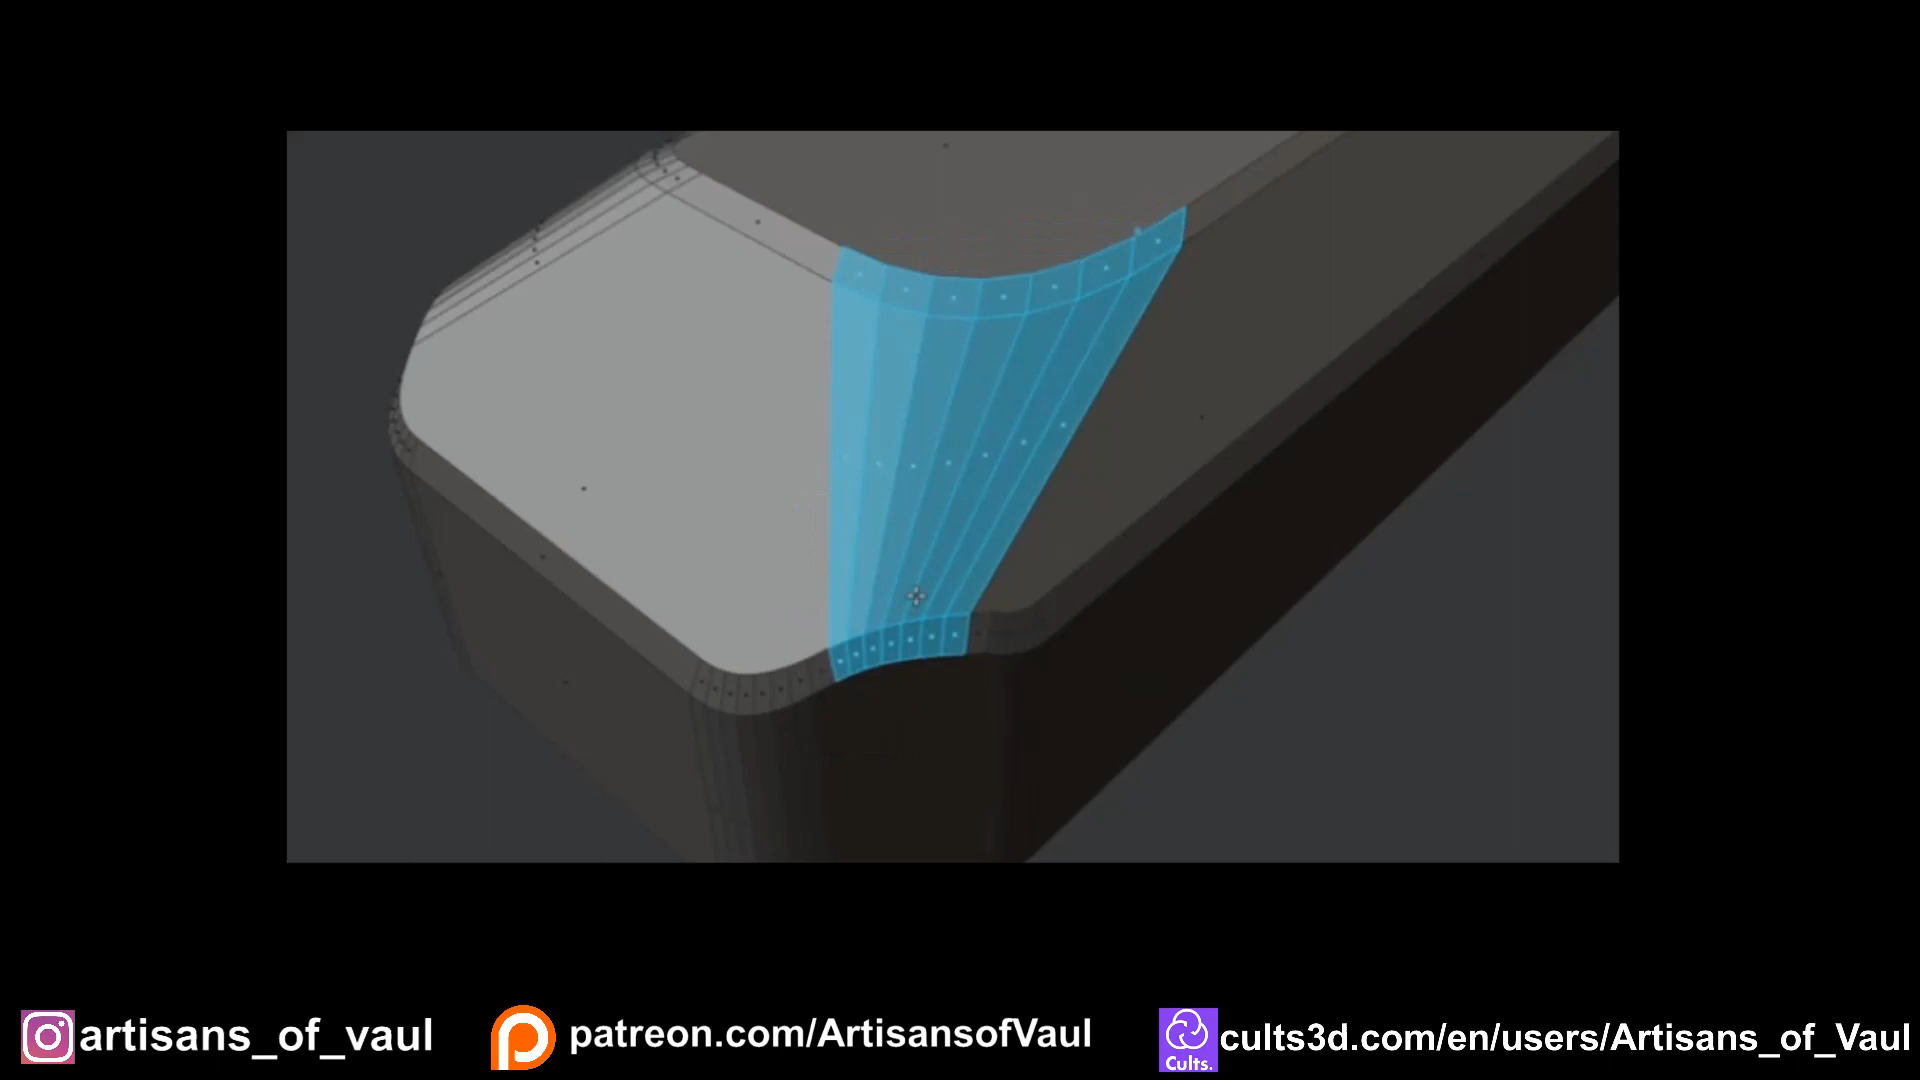 artisans_of_vaul
patreon.com/ArtisansofVaul
Cults.
cults3d.com/en/users/Artisans_of_Vaul